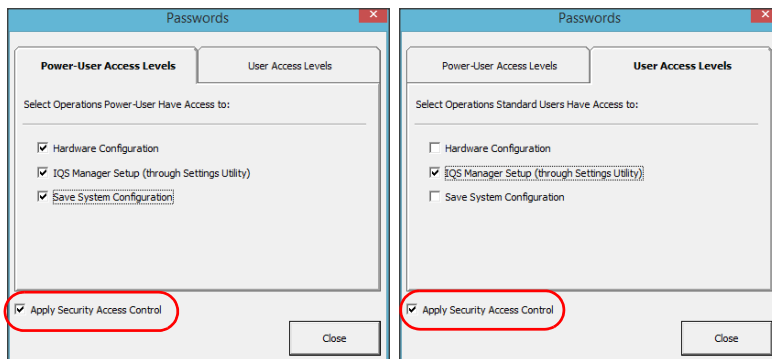 Passwords
Power-User Access Levels
User Access Levels
Select Operations Power-User Have Access to:
Hardware Configuration
IQS Manager Setup (through Settings Utility)
Save System Configuration
Apply Security Access Control
Close
Passwords
Power-User Access Levels
User Access Levels
Select Operations Standard Users Have Access to:
Hardware Configuration
IQS Manager Setup (through Settings Utility)
Save System Configuration
Apply Security Access Control
Close